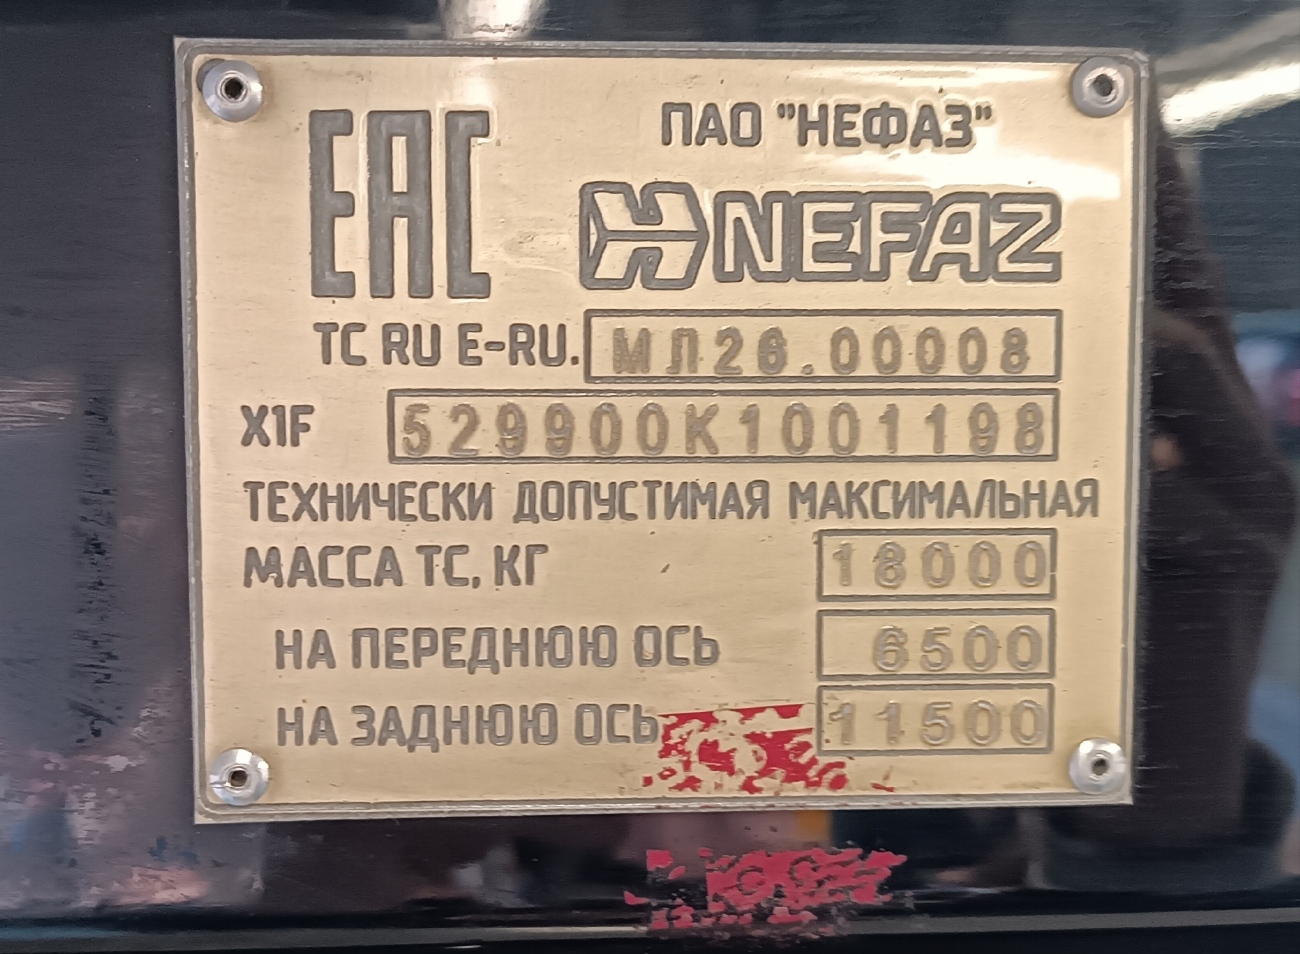 EAC
ПАО "НЕФАЗ"
NEFAZ
ТС RU E-RU. МЛ26.00008
X1F 529900K1001198
ТЕХНИЧЕСКИ ДОПУСТИМАЯ МАКСИМАЛЬНАЯ
МАССА ТС, КГ 18000
НА ПЕРЕДНЮЮ ОСЬ 6500
НА ЗАДНЮЮ ОСЬ 11500